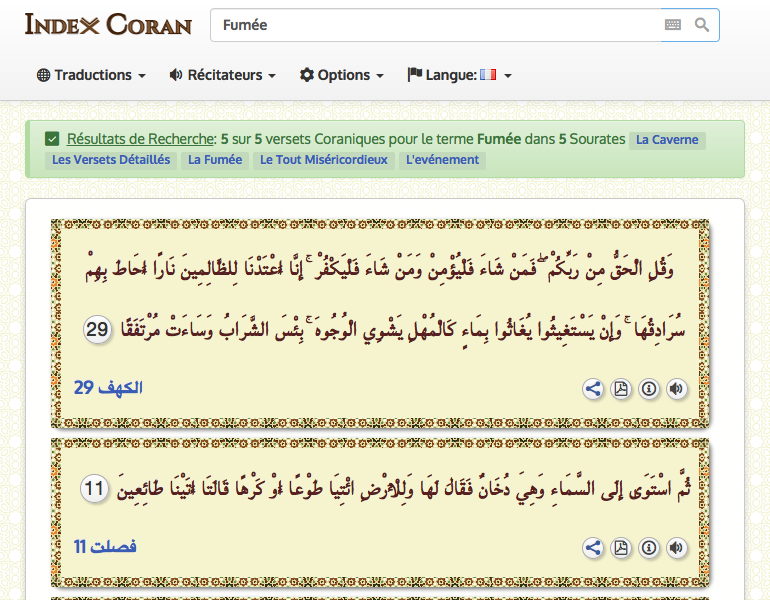 Index Coran
Fumée
Traductions Récitateurs Options Langue:
Résultats de Recherche: 5 sur 5 versets Coraniques pour le terme Fumée dans 5 Sourates La Caverne
Les Versets Détaillés La Fumée Le Tout Miséricordieux L'evénement
وَقُلِ الْحَقُّ مِنْ رَبِّكُمْ ۖ فَمَنْ شَاءَ فَلْيُؤْمِنْ وَمَنْ شَاءَ فَلْيَكْفُرْ ۚ إِنَّا أَعْتَدْنَا لِلظَّالِمِينَ نَارًا أَحَاطَ بِهِمْ
سُرَادِقُهَا ۚ وَإِنْ يَسْتَغِيثُوا يُغَاثُوا بِمَاءٍ كَالْمُهْلِ يَشْوِي الْوُجُوهَ ۚ بِئْسَ الشَّرَابُ وَسَاءَتْ مُرْتَفَقًا 29
الكهف 29
ثُمَّ اسْتَوَى إِلَى السَّمَاءِ وَهِيَ دُخَانٌ فَقَالَ لَهَا وَلِلْأَرْضِ ائْتِيَا طَوْعًا أَوْ كَرْهًا قَالَتَا أَتَيْنَا طَائِعِينَ 11
فصلت 11